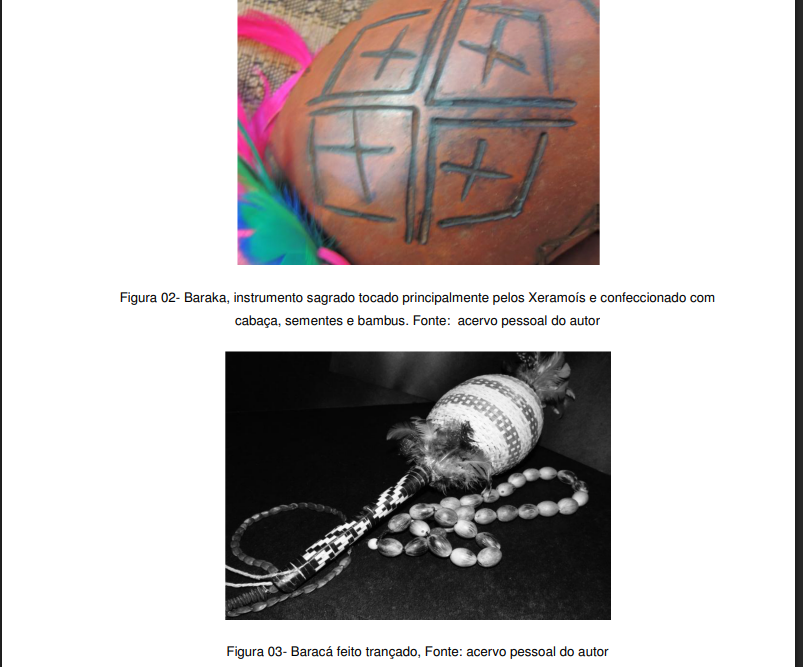 Figura 02- Baraka, instrumento sagrado tocado principalmente pelos Xeramoís e confeccionado com
cabaça, sementes e bambus. Fonte:  acervo pessoal do autor
Figura 03- Baracá feito trançado, Fonte: acervo pessoal do autor